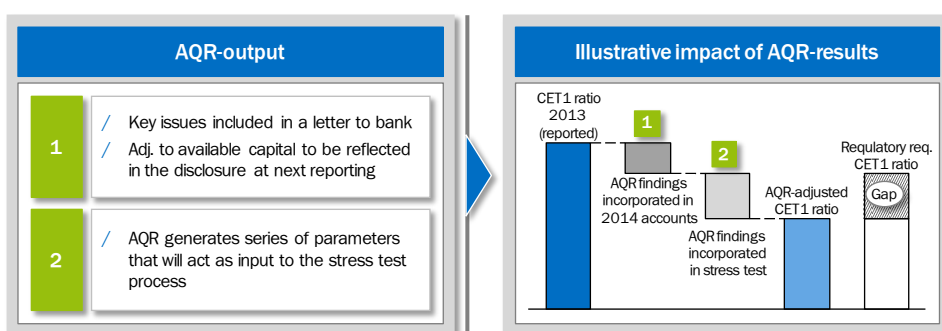 AQR-output
1
/ Key issues included in a letter to bank
/ Adj. to available capital to be reflected
in the disclosure at next reporting
2
/ AQR generates series of parameters
that will act as input to the stress test
process
Illustrative impact of AQR-results
CET1 ratio
2013
(reported)
1
AQR findings
incorporated in
2014 accounts
2
AQR findings
incorporated
in stress test
AQR-adjusted
CET1 ratio
Requlatory req.
CET1 ratio
Gap